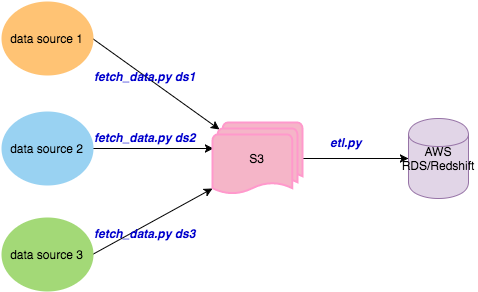 data source 1
fetch_data.py ds1
data source 2
fetch_data.py ds2
S3
etl.py
AWS
RDS/Redshift
data source 3
fetch_data.py ds3